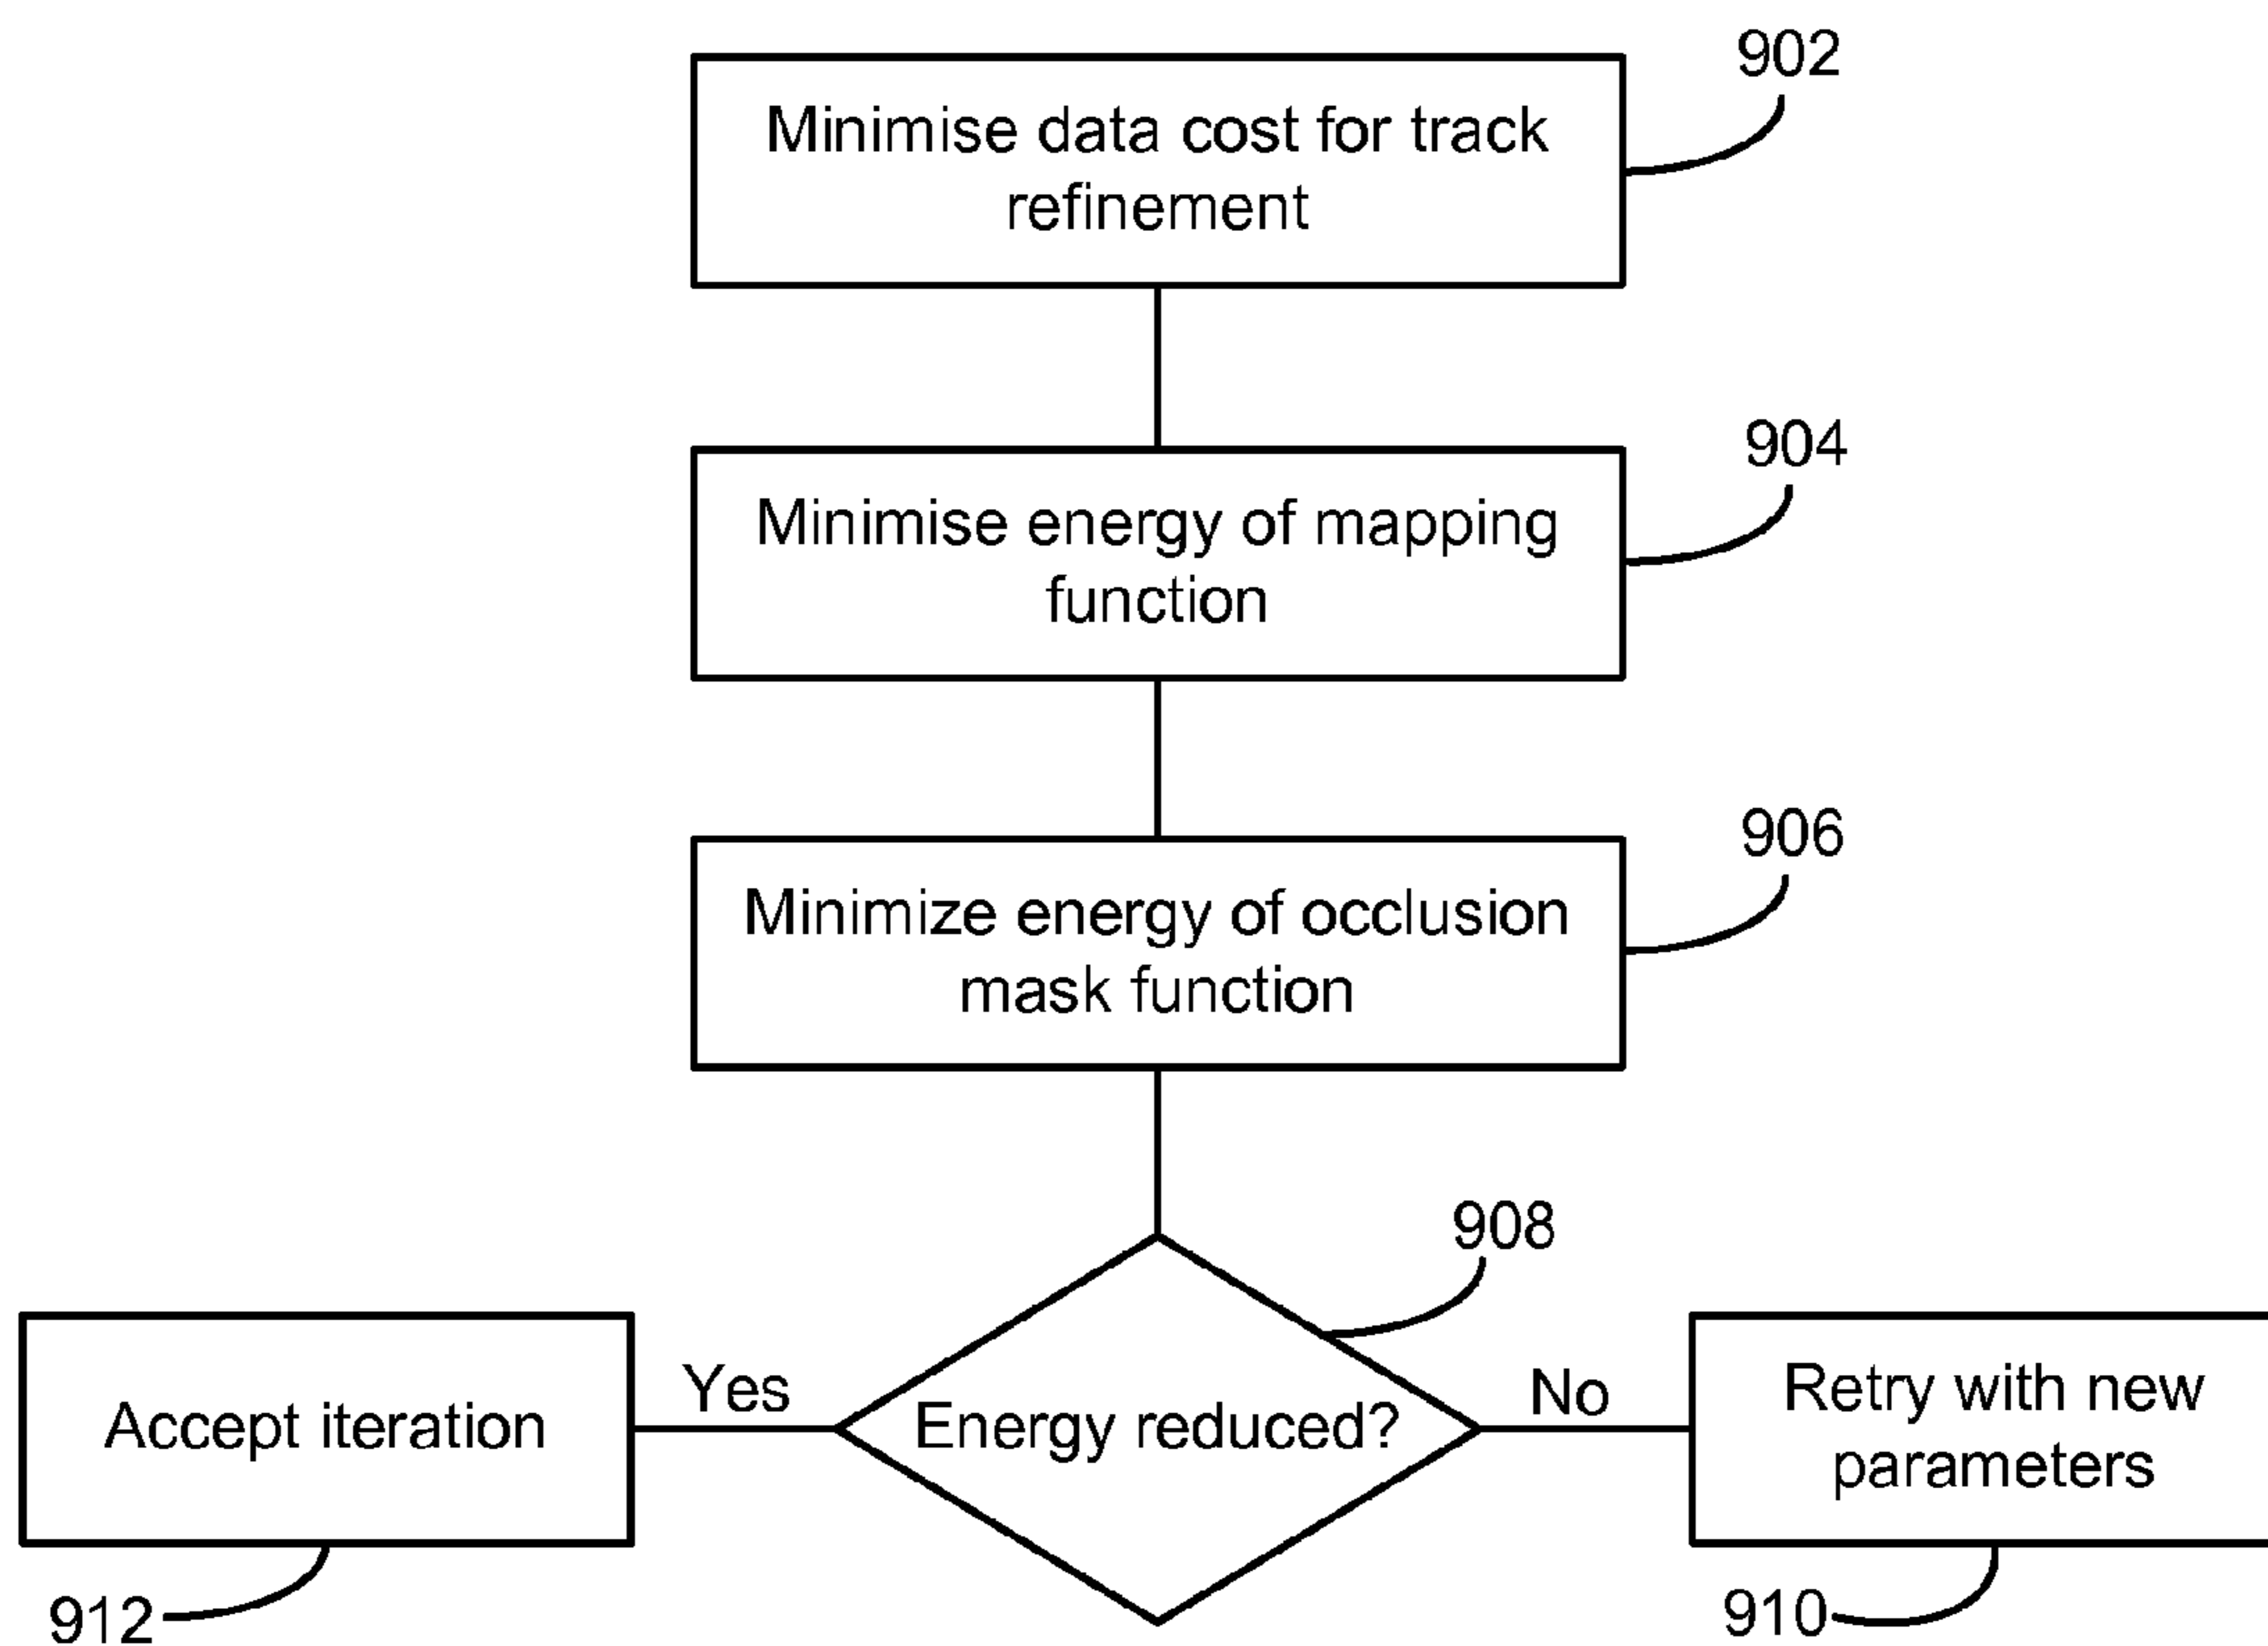 902
Minimise data cost for track
refinement
904
Minimise energy of mapping
function
906
Minimize energy of occlusion
mask function
908
Yes
Energy reduced?
No
Accept iteration
Retry with new
parameters
912
910